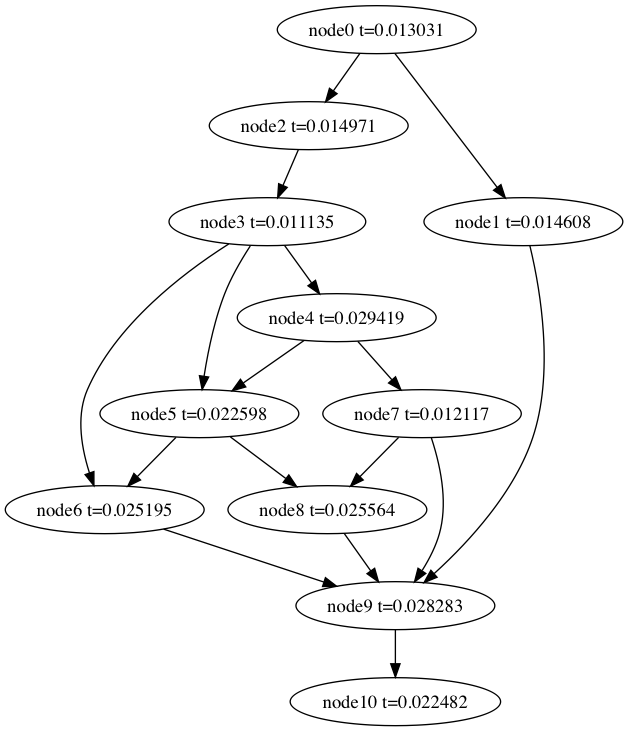 node0 t=0.013031
node2 t=0.014971
node3 t=0.011135
node1 t=0.014608
node4 t=0.029419
node5 t=0.022598
node7 t=0.012117
node6 t=0.025195
node8 t=0.025564
node9 t=0.028283
node10 t=0.022482